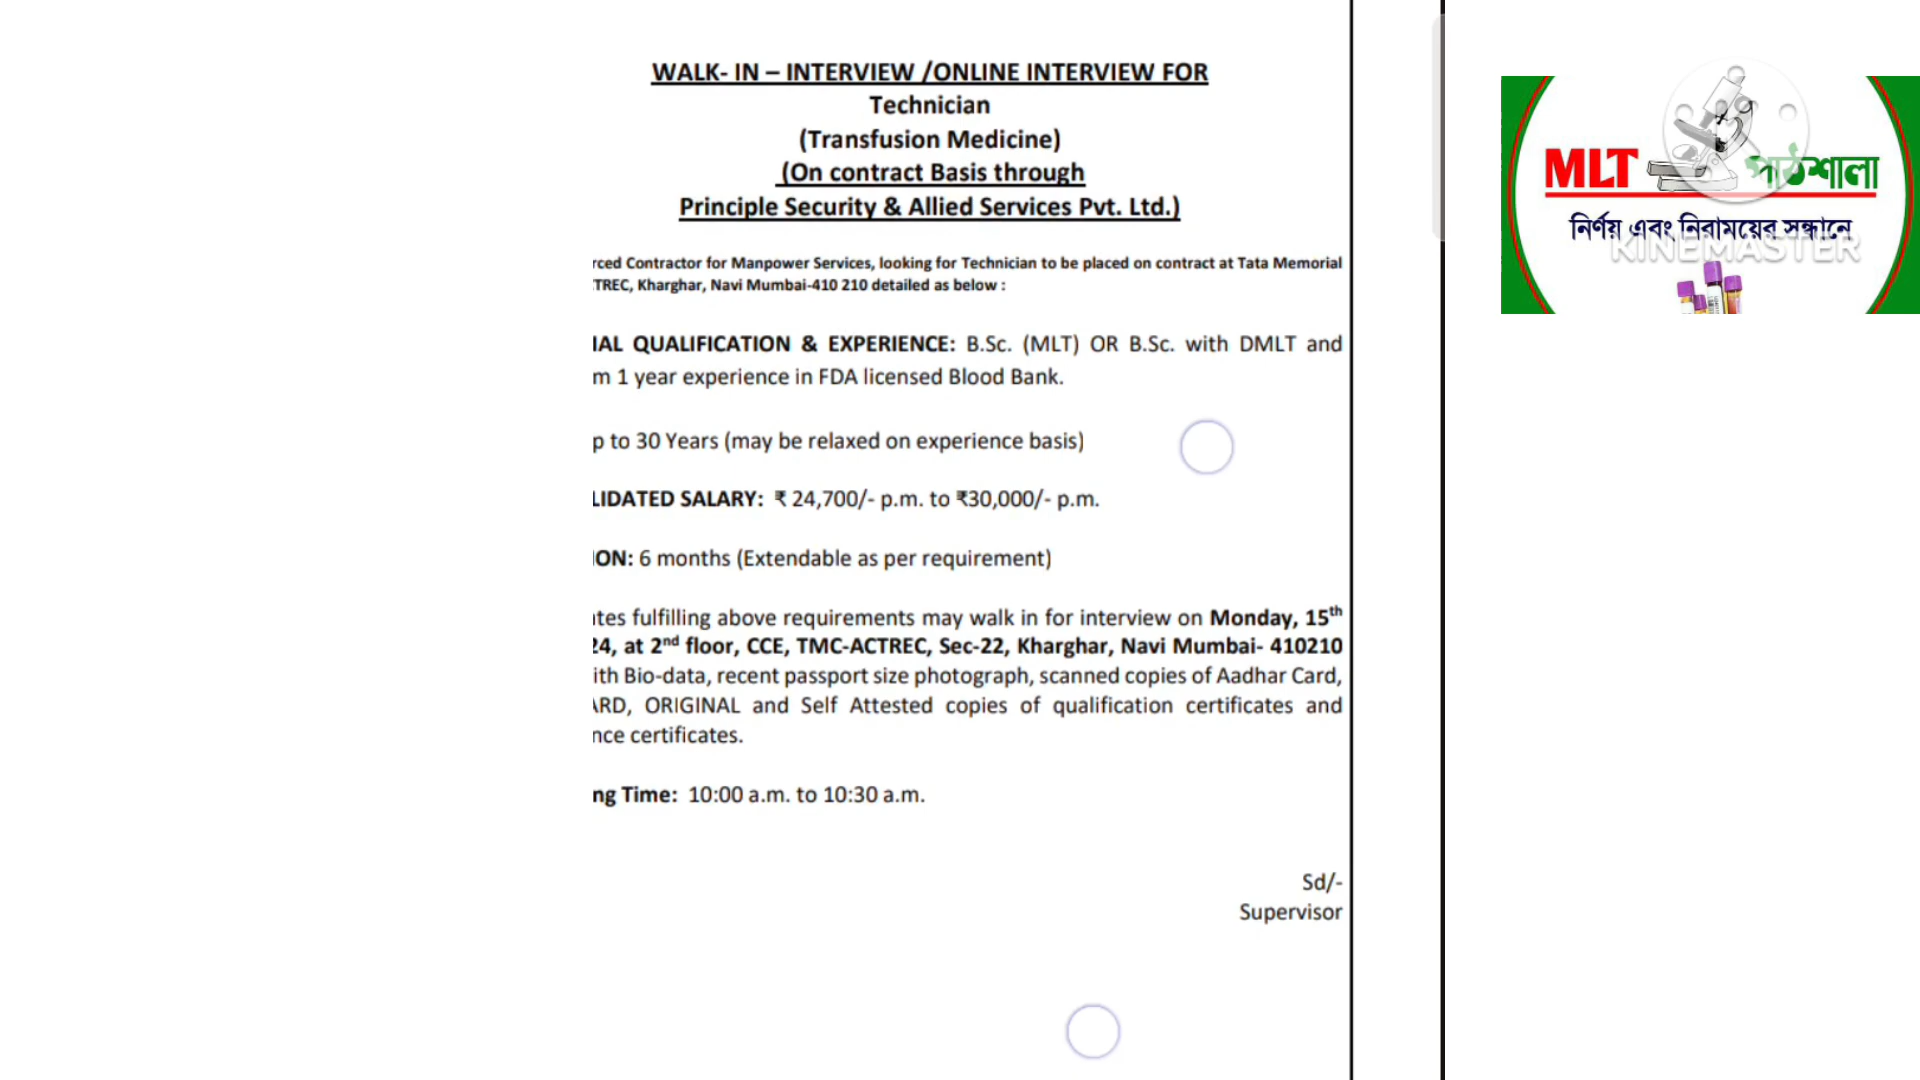 WALK- IN – INTERVIEW /ONLINE INTERVIEW FOR
Technician
(Transfusion Medicine)
(On contract Basis through
Principle Security & Allied Services Pvt. Ltd.)
rced Contractor for Manpower Services, looking for Technician to be placed on contract at Tata Memorial
TREC, Kharghar, Navi Mumbai-410 210 detailed as below :
IAL QUALIFICATION & EXPERIENCE: B.Sc. (MLT) OR B.Sc. with DMLT and
m 1 year experience in FDA licensed Blood Bank.
p to 30 Years (may be relaxed on experience basis)
LIDATED SALARY: ₹ 24,700/- p.m. to ₹30,000/- p.m.
ION: 6 months (Extendable as per requirement)
tes fulfilling above requirements may walk in for interview on Monday, 15th
24, at 2nd floor, CCE, TMC-ACTREC, Sec-22, Kharghar, Navi Mumbai- 410210
ith Bio-data, recent passport size photograph, scanned copies of Aadhar Card,
ARD, ORIGINAL and Self Attested copies of qualification certificates and
nce certificates.
ng Time: 10:00 a.m. to 10:30 a.m.
Sd/-
Supervisor
MLT পাঠশালা
নির্ণয় এবং নিরাময়ের সন্ধানে
KINEMASTER